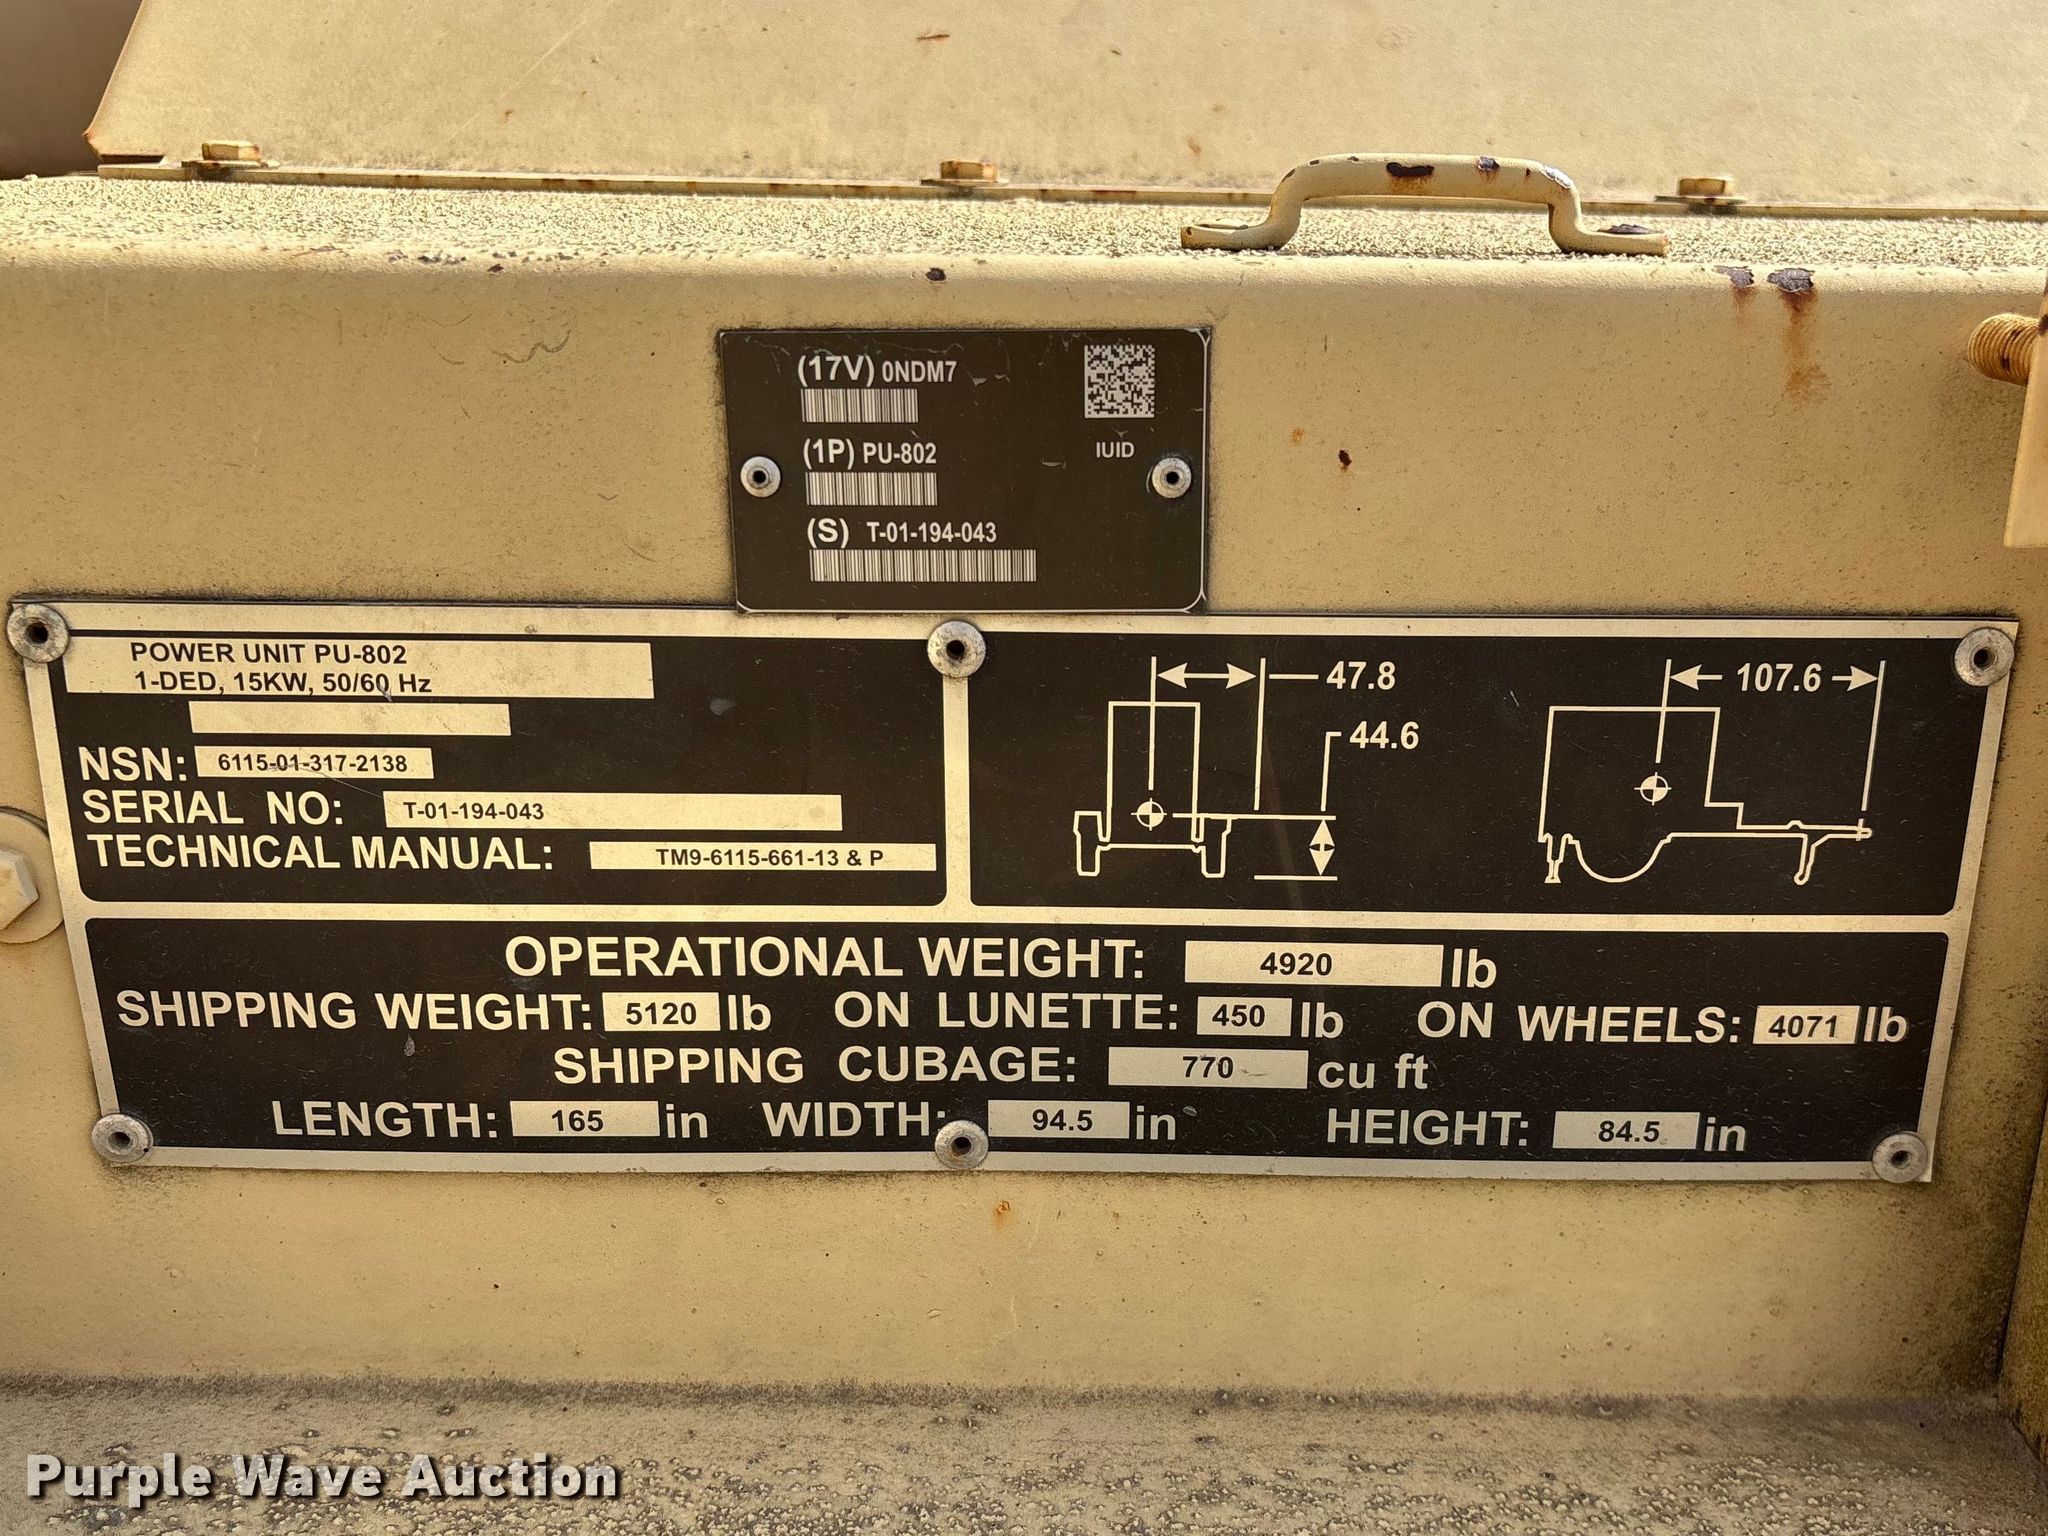 (17V) 0NDM7
(1P) PU-802
IUID
(S) T-01-194-043
POWER UNIT PU-802
1-DED, 15KW, 50/60 Hz
NSN: 6115-01-317-2138
SERIAL NO: T-01-194-043
TECHNICAL MANUAL: TM9-6115-661-13 & P
47.8
44.6
107.6
OPERATIONAL WEIGHT: 4920 lb
SHIPPING WEIGHT: 5120 lb ON LUNETTE: 450 lb ON WHEELS: 4071 lb
SHIPPING CUBAGE: 770 cu ft
LENGTH: 165 in WIDTH: 94.5 in HEIGHT: 84.5 in
Purple Wave Auction